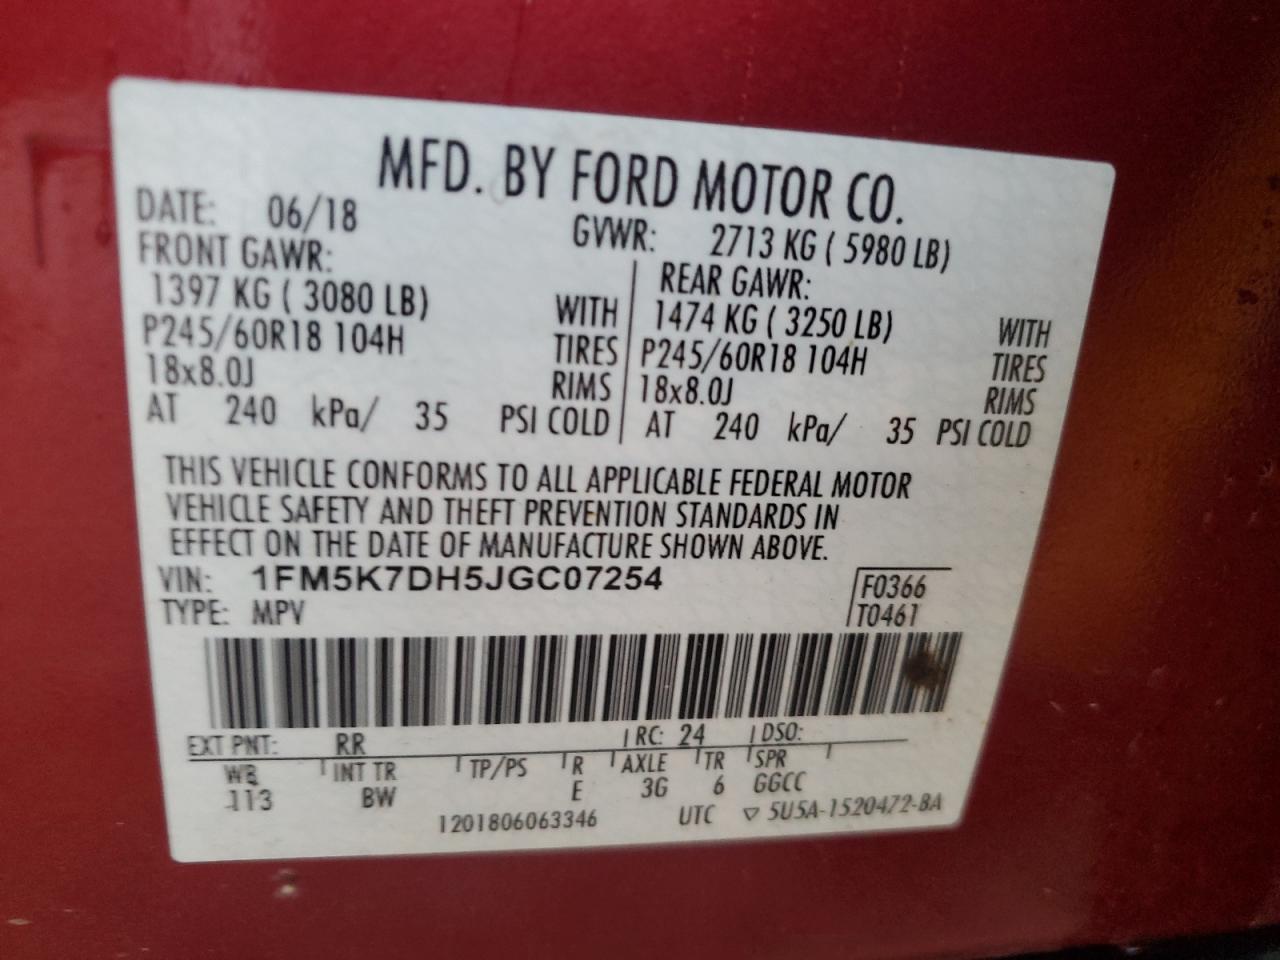 MFD. BY FORD MOTOR CO.
DATE: 06/18 GVWR: 2713 KG ( 5980 LB)
FRONT GAWR: REAR GAWR:
1397 KG ( 3080 LB) WITH 1474 KG ( 3250 LB) WITH
P245/60R18 104H TIRES P245/60R18 104H TIRES
18x8.0J RIMS 18x8.0J RIMS
AT 240 kPa/ 35 PSI COLD AT 240 kPa/ 35 PSI COLD
THIS VEHICLE CONFORMS TO ALL APPLICABLE FEDERAL MOTOR
VEHICLE SAFETY AND THEFT PREVENTION STANDARDS IN
EFFECT ON THE DATE OF MANUFACTURE SHOWN ABOVE.
VIN: 1FM5K7DH5JGC07254 F0366
TYPE: MPV T0461
EXT PNT: RR RC: 24 DSO:
WB INT TR TP/PS R AXLE TR SPR
113 BW E 3G 6 GGCC
1201806063346 UTC ▽ 5U5A-1520472-BA